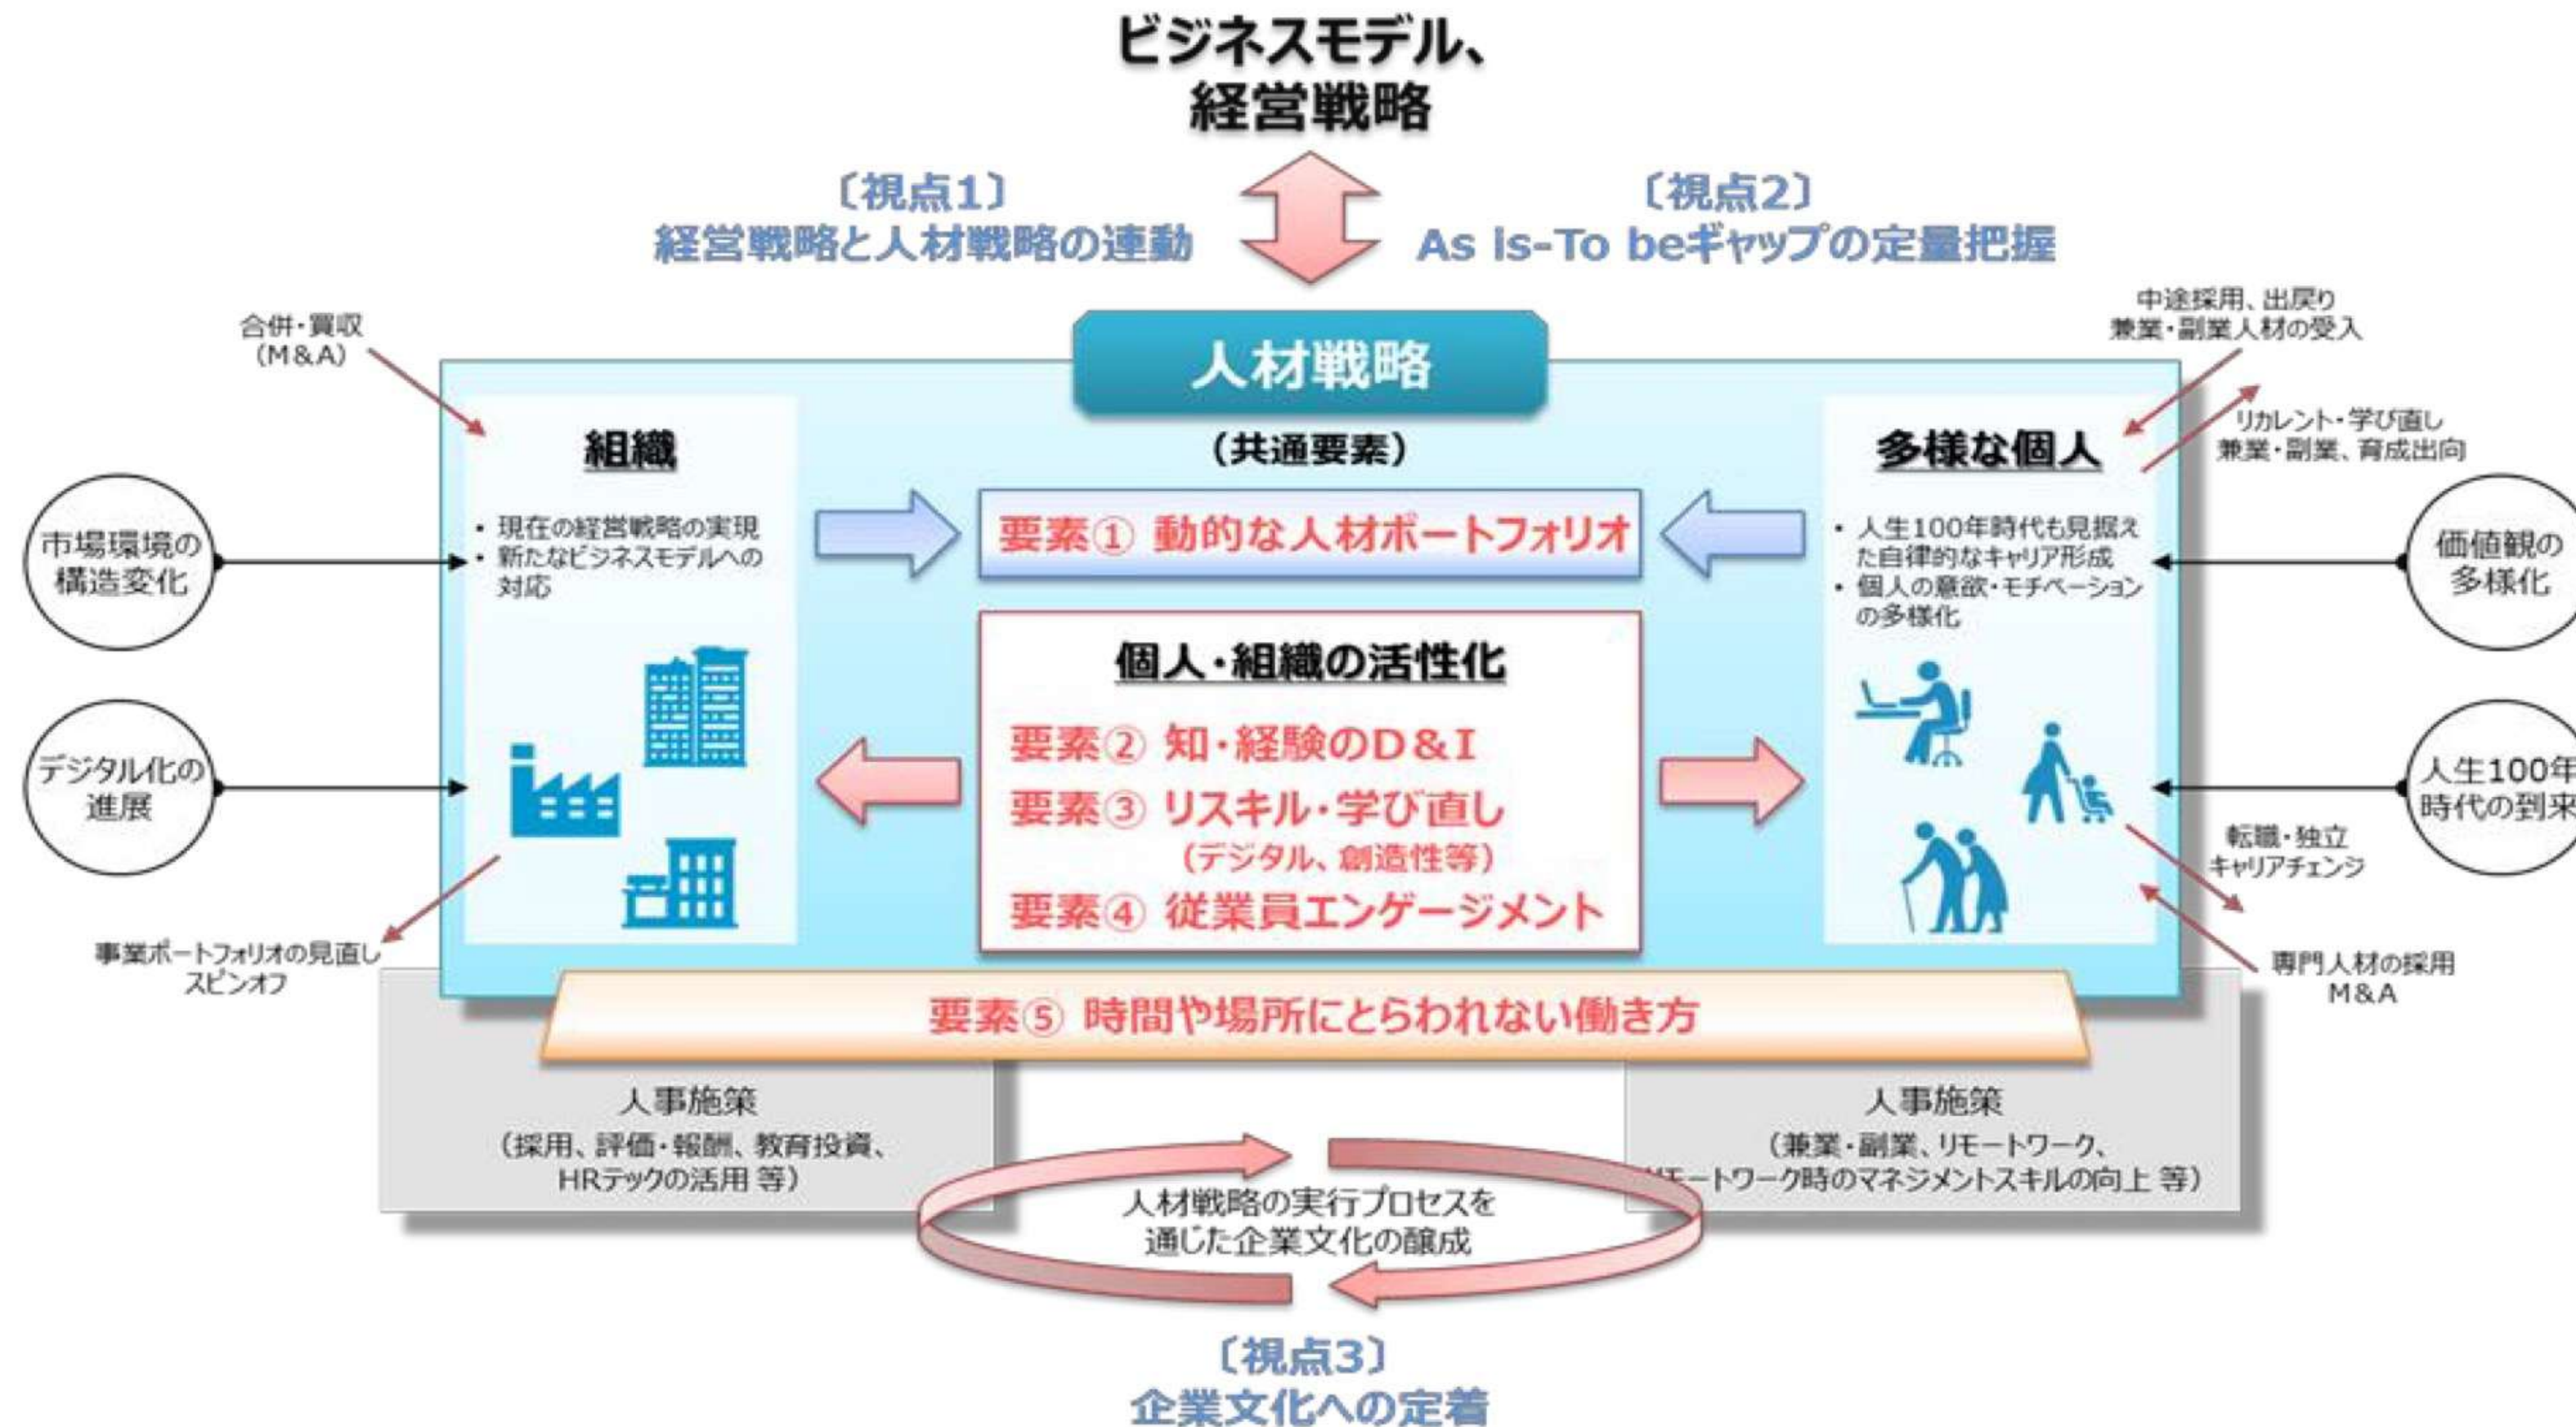 ビジネスモデル、
経営戦略
〔視点1〕
経営戦略と人材戦略の連動
〔視点2〕
As is-To beギャップの定量把握
合併・買収
（M&A）
中途採用、出戻り
兼業・副業人材の受入
人材戦略
（共通要素）
リカレント・学び直し
兼業・副業、育成出向
組織
・ 現在の経営戦略の実現
・ 新たなビジネスモデルへの
対応
多様な個人
・ 人生100年時代も見据え
た自律的なキャリア形成
・ 個人の意欲・モチベーション
の多様化
市場環境の
構造変化
デジタル化の
進展
価値観の
多様化
人生100年
時代の到来
要素① 動的な人材ポートフォリオ
個人・組織の活性化
要素② 知・経験のD&I
要素③ リスキル・学び直し
（デジタル、創造性等）
要素④ 従業員エンゲージメント
転職・独立
キャリアチェンジ
事業ポートフォリオの見直し
スピンオフ
専門人材の採用
M&A
要素⑤ 時間や場所にとらわれない働き方
人事施策
（採用、評価・報酬、教育投資、
HRテックの活用 等）
人事施策
（兼業・副業、リモートワーク、
モートワーク時のマネジメントスキルの向上 等）
人材戦略の実行プロセスを
通じた企業文化の醸成
〔視点3〕
企業文化への定着